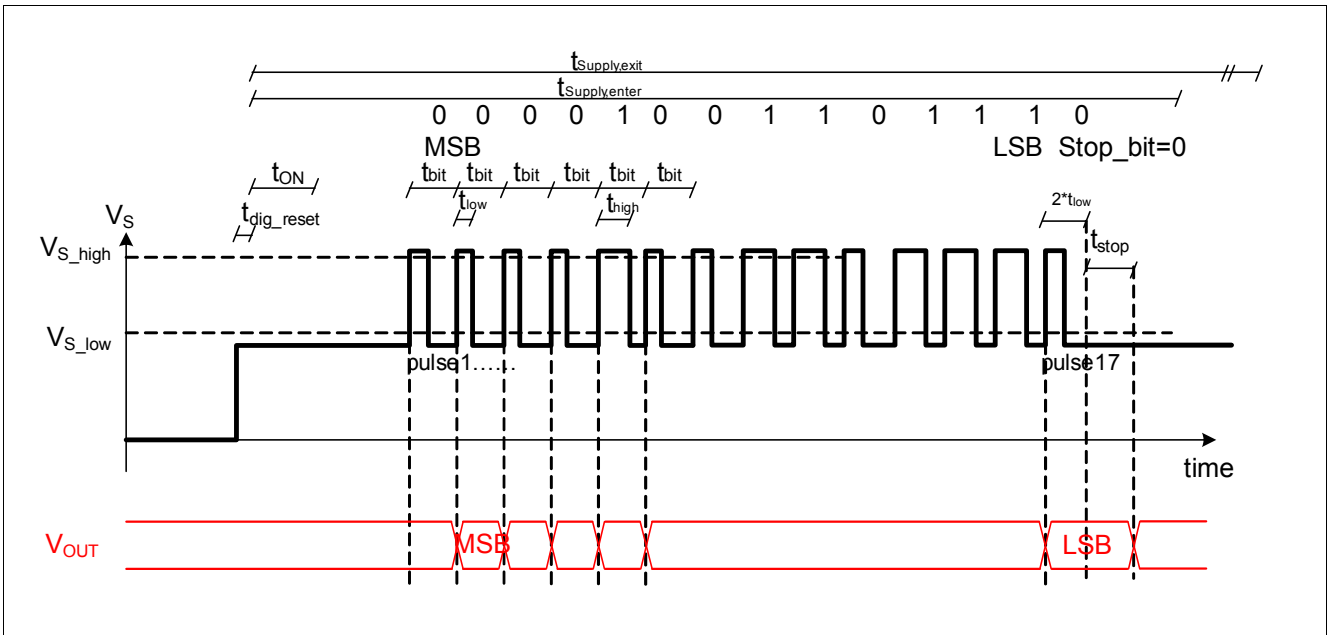 tSupply,exit
tSupply,enter
0 0 0 0 1 0 0 1 1 0 1 1 1 0
MSB LSB Stop_bit=0
tbit tbit tbit tbit tbit tbit
tON
tlow thigh 2*tlow
tdig_reset
tstop
VS
VS_high
VS_low
pulse1...... pulse17
time
VOUT MSB LSB